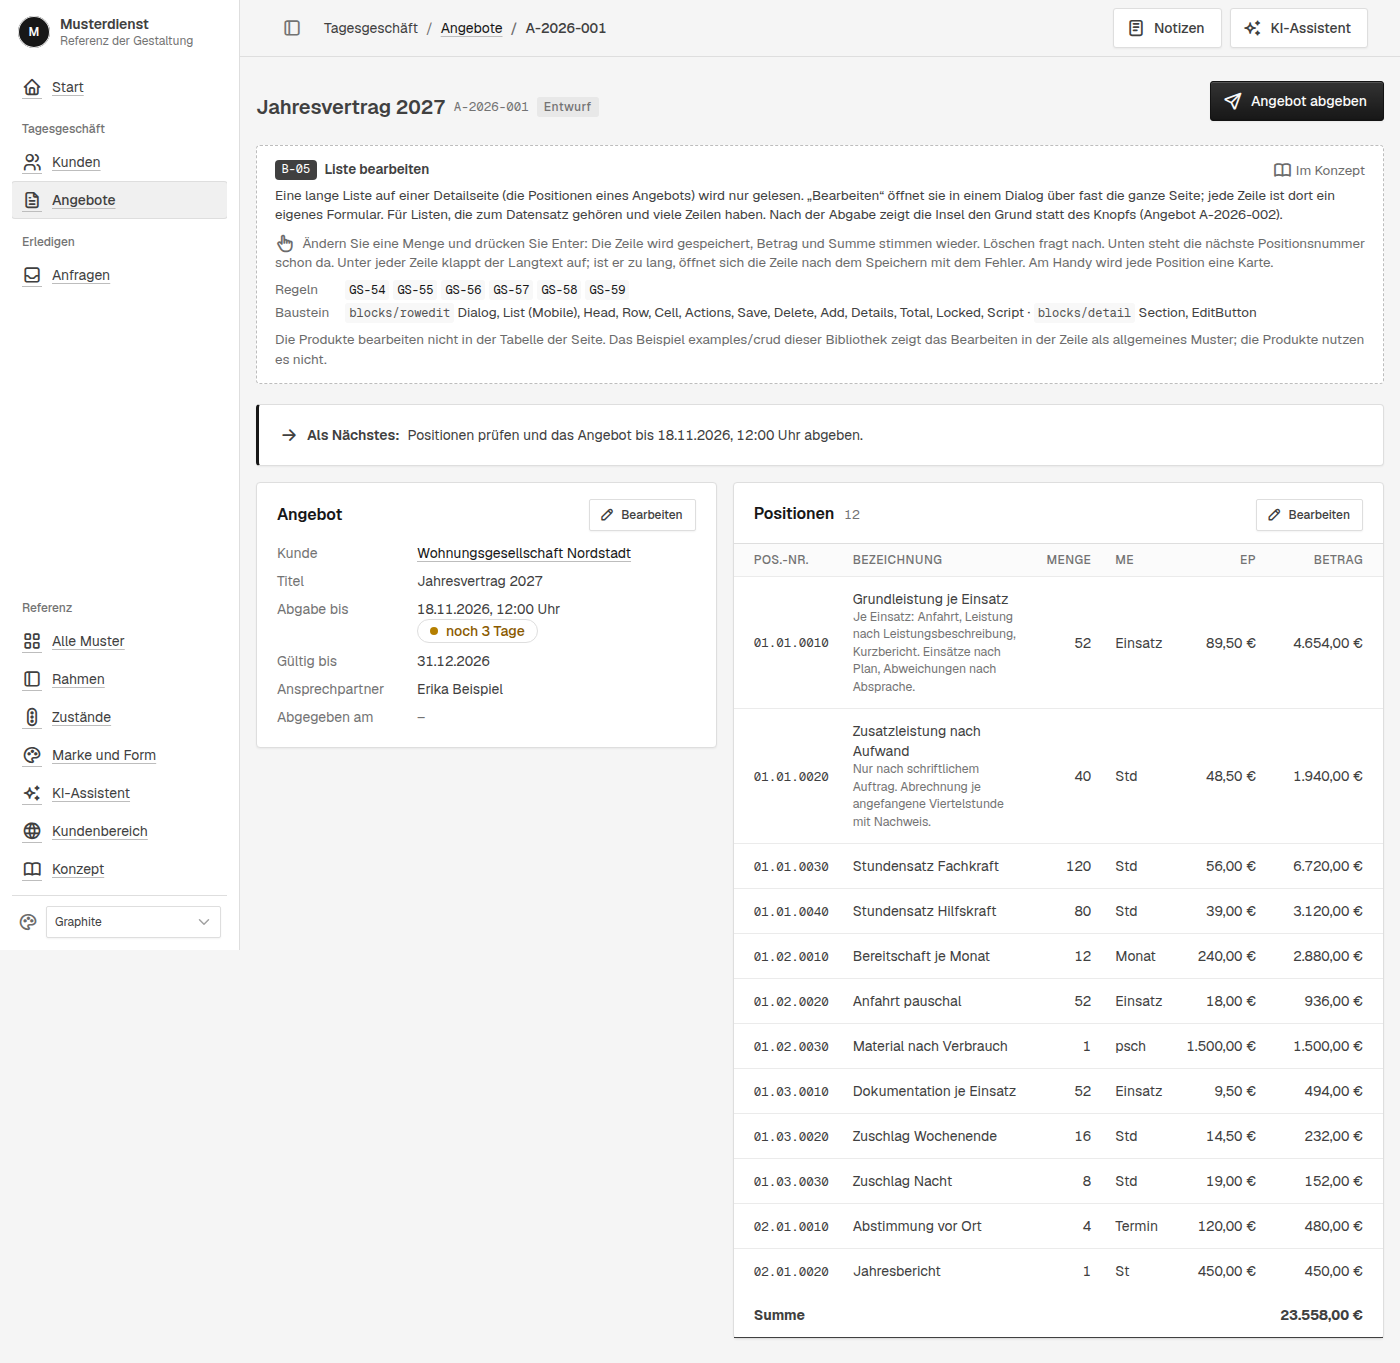 M
Musterdienst
Referenz der Gestaltung
Start
Tagesgeschäft
Kunden
Angebote
Erledigen
Anfragen
Referenz
Alle Muster
Rahmen
Zustände
Marke und Form
KI-Assistent
Kundenbereich
Konzept
Graphite
Tagesgeschäft / Angebote / A-2026-001
Notizen
KI-Assistent
Jahresvertrag 2027 A-2026-001 Entwurf
Angebot abgeben
B-05 Liste bearbeiten
Im Konzept
Eine lange Liste auf einer Detailseite (die Positionen eines Angebots) wird nur gelesen. „Bearbeiten“ öffnet sie in einem Dialog über fast die ganze Seite; jede Zeile ist dort ein
eigenes Formular. Für Listen, die zum Datensatz gehören und viele Zeilen haben. Nach der Abgabe zeigt die Insel den Grund statt des Knopfs (Angebot A-2026-002).
Ändern Sie eine Menge und drücken Sie Enter: Die Zeile wird gespeichert, Betrag und Summe stimmen wieder. Löschen fragt nach. Unten steht die nächste Positionsnummer
schon da. Unter jeder Zeile klappt der Langtext auf; ist er zu lang, öffnet sich die Zeile nach dem Speichern mit dem Fehler. Am Handy wird jede Position eine Karte.
Regeln GS-54 GS-55 GS-56 GS-57 GS-58 GS-59
Baustein blocks/rowedit Dialog, List (Mobile), Head, Row, Cell, Actions, Save, Delete, Add, Details, Total, Locked, Script · blocks/detail Section, EditButton
Die Produkte bearbeiten nicht in der Tabelle der Seite. Das Beispiel examples/crud dieser Bibliothek zeigt das Bearbeiten in der Zeile als allgemeines Muster; die Produkte nutzen
es nicht.
Als Nächstes: Positionen prüfen und das Angebot bis 18.11.2026, 12:00 Uhr abgeben.
Angebot
Bearbeiten
Kunde Wohnungsgesellschaft Nordstadt
Titel Jahresvertrag 2027
Abgabe bis 18.11.2026, 12:00 Uhr
noch 3 Tage
Gültig bis 31.12.2026
Ansprechpartner Erika Beispiel
Abgegeben am –
Positionen 12
Bearbeiten
POS.-NR. BEZEICHNUNG MENGE ME EP BETRAG
01.01.0010 Grundleistung je Einsatz 52 Einsatz 89,50 € 4.654,00 €
Je Einsatz: Anfahrt, Leistung
nach Leistungsbeschreibung,
Kurzbericht. Einsätze nach
Plan, Abweichungen nach
Absprache.
01.01.0020 Zusatzleistung nach
Aufwand 40 Std 48,50 € 1.940,00 €
Nur nach schriftlichem
Auftrag. Abrechnung je
angefangene Viertelstunde
mit Nachweis.
01.01.0030 Stundensatz Fachkraft 120 Std 56,00 € 6.720,00 €
01.01.0040 Stundensatz Hilfskraft 80 Std 39,00 € 3.120,00 €
01.02.0010 Bereitschaft je Monat 12 Monat 240,00 € 2.880,00 €
01.02.0020 Anfahrt pauschal 52 Einsatz 18,00 € 936,00 €
01.02.0030 Material nach Verbrauch 1 psch 1.500,00 € 1.500,00 €
01.03.0010 Dokumentation je Einsatz 52 Einsatz 9,50 € 494,00 €
01.03.0020 Zuschlag Wochenende 16 Std 14,50 € 232,00 €
01.03.0030 Zuschlag Nacht 8 Std 19,00 € 152,00 €
02.01.0010 Abstimmung vor Ort 4 Termin 120,00 € 480,00 €
02.01.0020 Jahresbericht 1 St 450,00 € 450,00 €
Summe 23.558,00 €